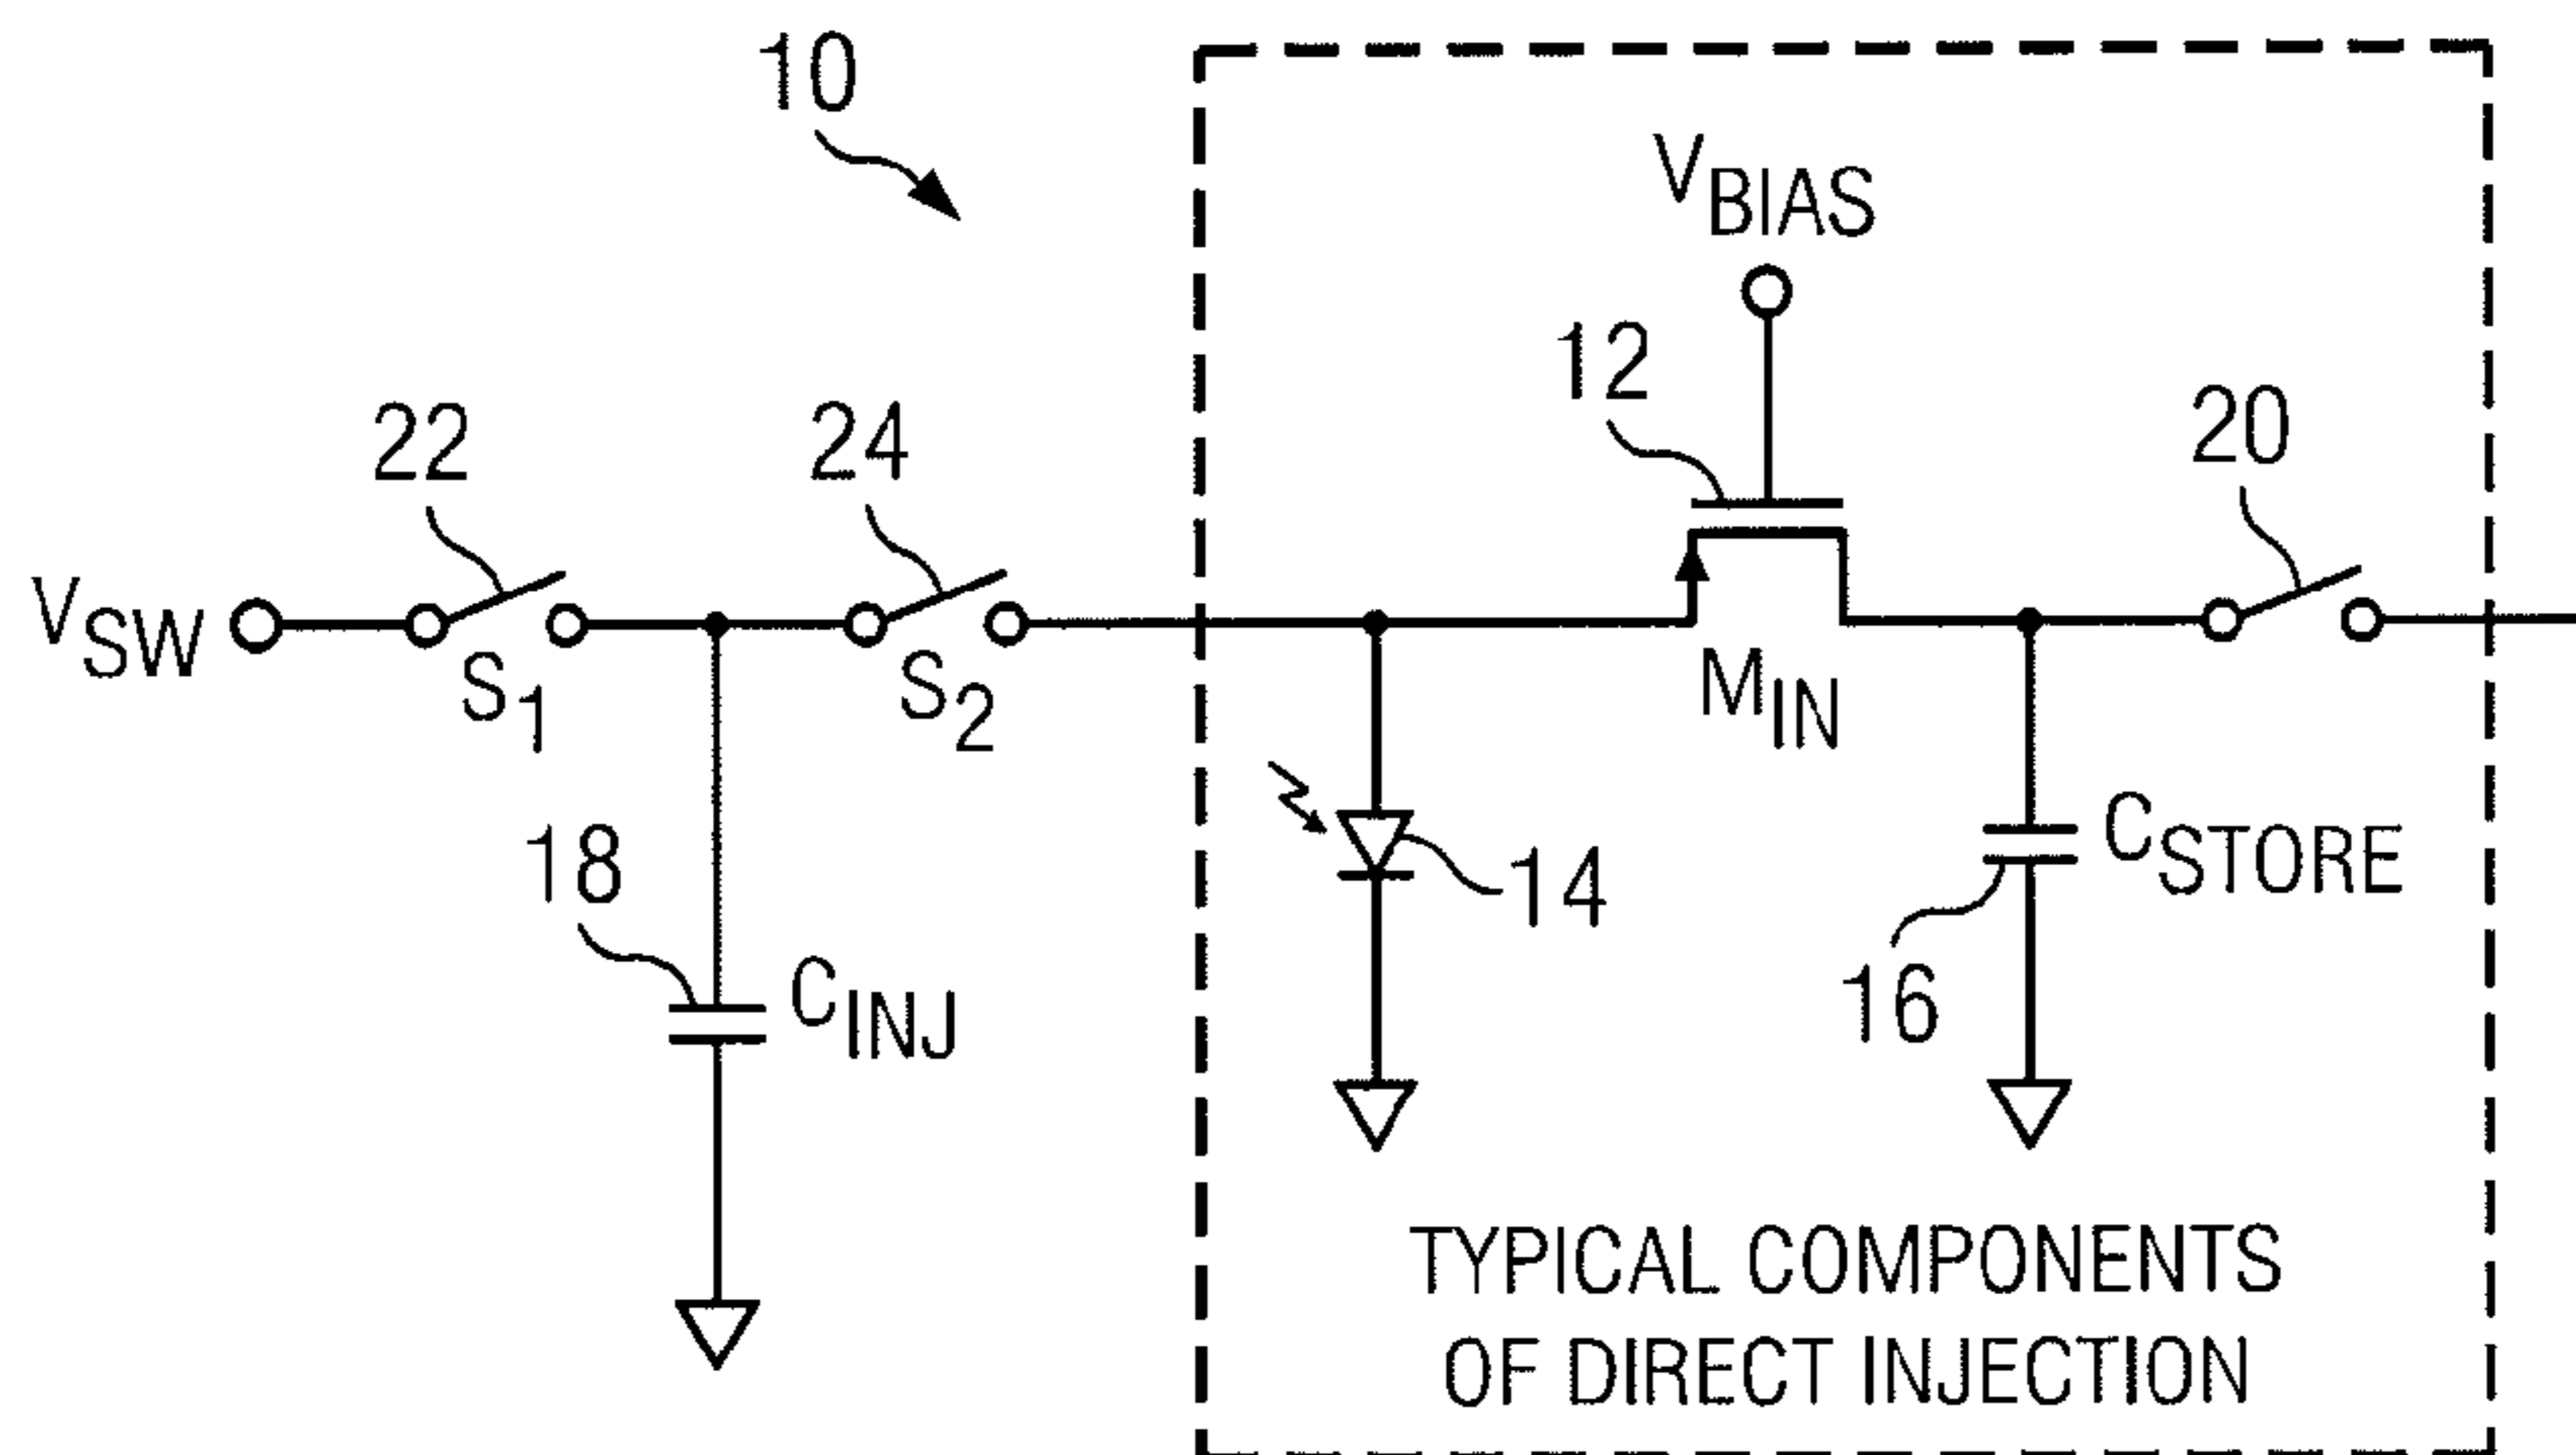 10
V_BIAS
12
20
22
24
V_SW
S_1
S_2
M_IN
18
14
C_STORE
C_INJ
16
TYPICAL COMPONENTS
OF DIRECT INJECTION